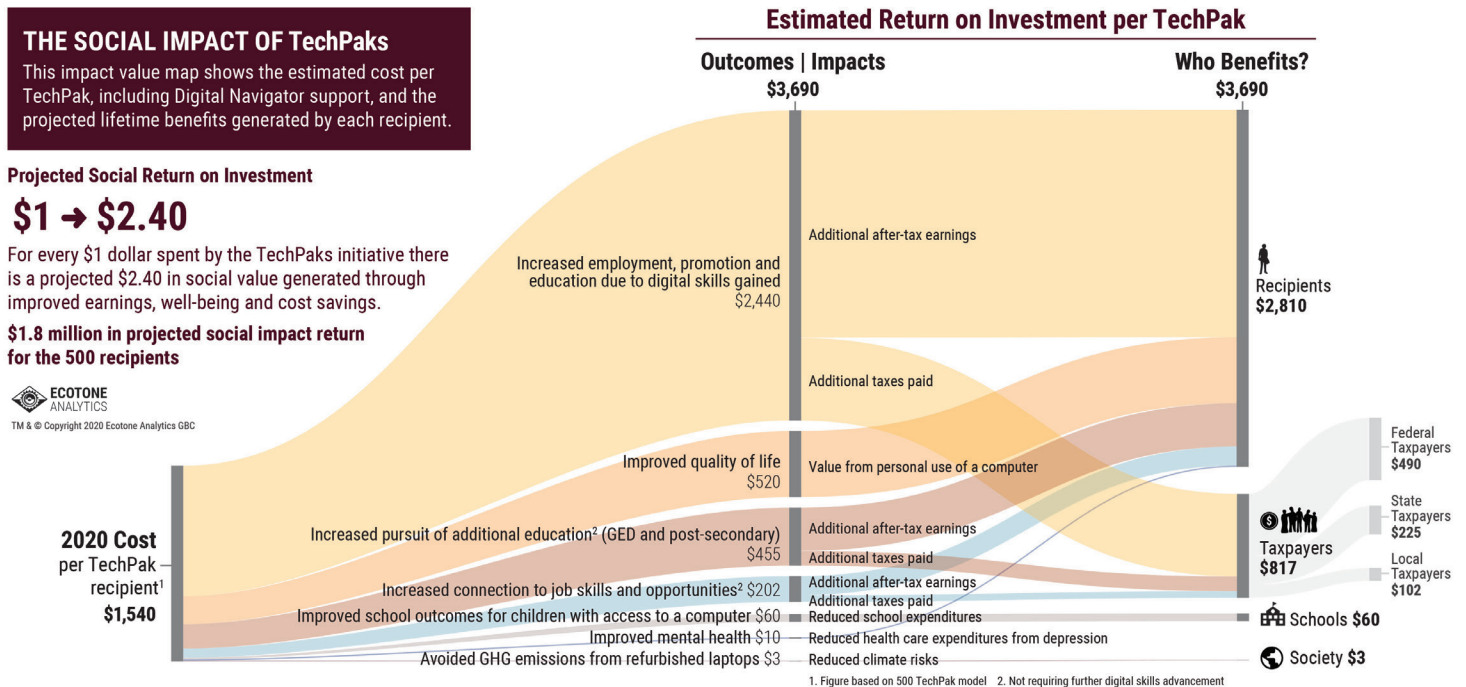 THE SOCIAL IMPACT OF TechPaks
This impact value map shows the estimated cost per
TechPak, including Digital Navigator support, and the
projected lifetime benefits generated by each recipient.
Projected Social Return on Investment
$1 → $2.40
For every $1 dollar spent by the TechPaks initiative there
is a projected $2.40 in social value generated through
improved earnings, well-being and cost savings.
$1.8 million in projected social impact return
for the 500 recipients
ECOTONE
ANALYTICS
TM & © Copyright 2020 Ecotone Analytics GBC
2020 Cost
per TechPak
recipient¹
$1,540
Estimated Return on Investment per TechPak
Outcomes | Impacts
$3,690
Who Benefits?
$3,690
Increased employment, promotion and
education due to digital skills gained
$2,440
Improved quality of life
$520
Increased pursuit of additional education² (GED and post-secondary)
$455
Increased connection to job skills and opportunities² $202
Improved school outcomes for children with access to a computer $60
Improved mental health $10
Avoided GHG emissions from refurbished laptops $3
Additional after-tax earnings
Additional taxes paid
Value from personal use of a computer
Additional after-tax earnings
Additional taxes paid
Additional after-tax earnings
Additional taxes paid
Reduced school expenditures
Reduced health care expenditures from depression
Reduced climate risks
Recipients
$2,810
Taxpayers
$817
Schools $60
Society $3
Federal
Taxpayers
$490
State
Taxpayers
$225
Local
Taxpayers
$102
1. Figure based on 500 TechPak model 2. Not requiring further digital skills advancement